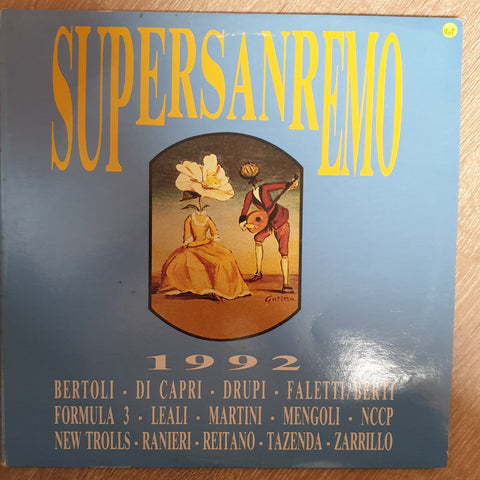 SUPERSANREMO
1992
BERTOLI - DI CAPRI - DRUPI - FALETTI/BERTI
FORMULA 3 - LEALI - MARTINI - MENGOLI - NCCP
NEW TROLLS - RANIERI - REITANO - TAZENDA - ZARRILLO